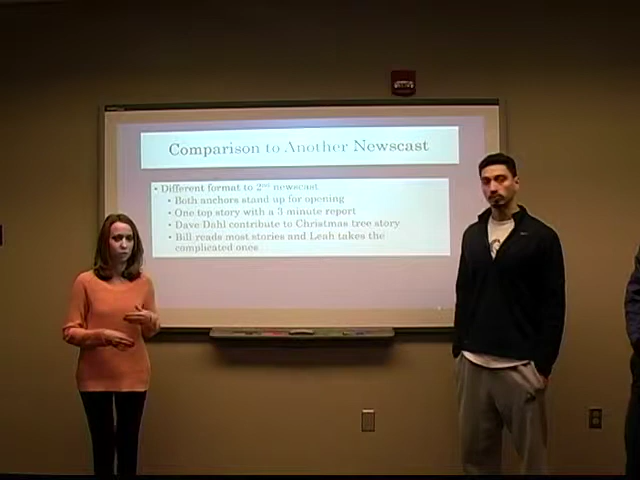 Comparison to Another Newscast
• Different format to 2nd newscast
• Both anchors stand up for opening
• One top story with a 3 minute report
• Dave Dahl contribute to Christmas tree story
• Bill reads most stories and Leah takes the
complicated ones